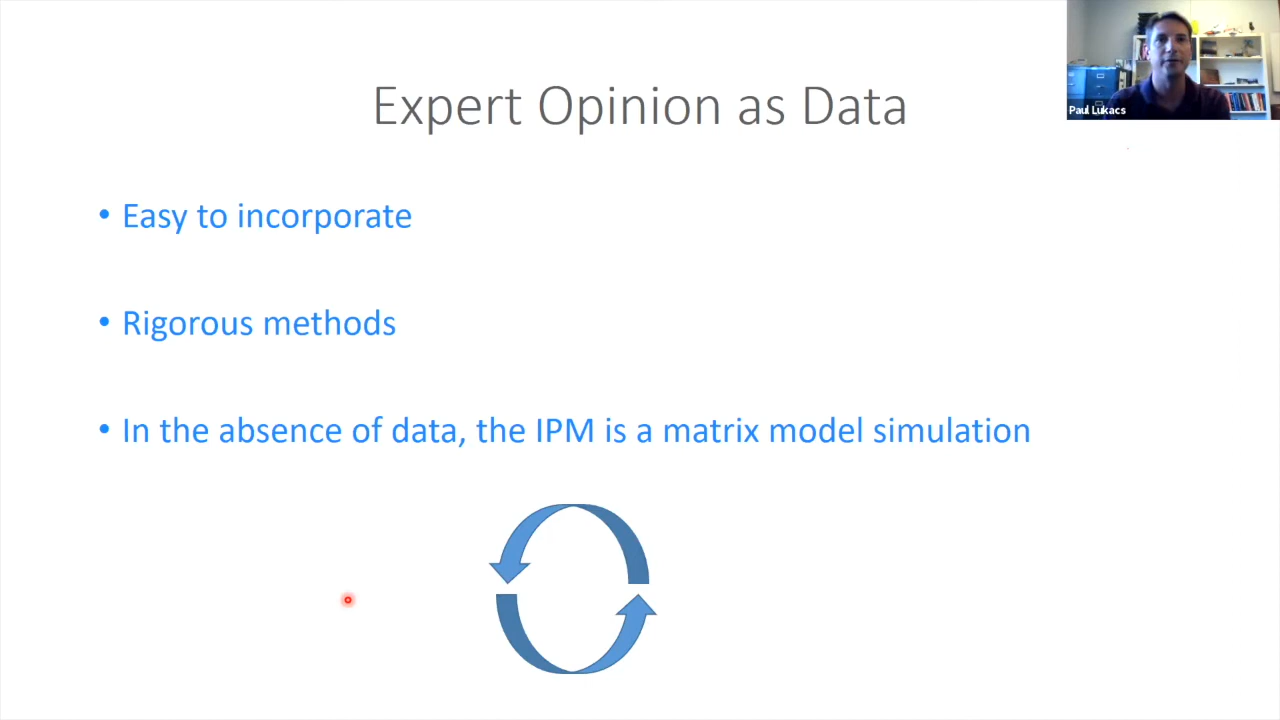 Expert Opinion as Data
Paul Lukacs
• Easy to incorporate
• Rigorous methods
• In the absence of data, the IPM is a matrix model simulation